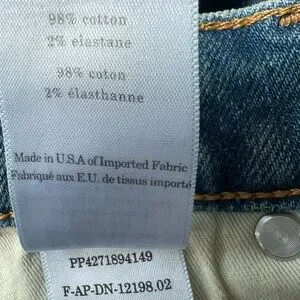 98% cotton
2% elastane
98% coton
2% élasthanne
Made in U.S.A of Imported Fabric
Fabriqué aux E.U. de tissus importé
PP4271894149
F-AP-DN-12198.02